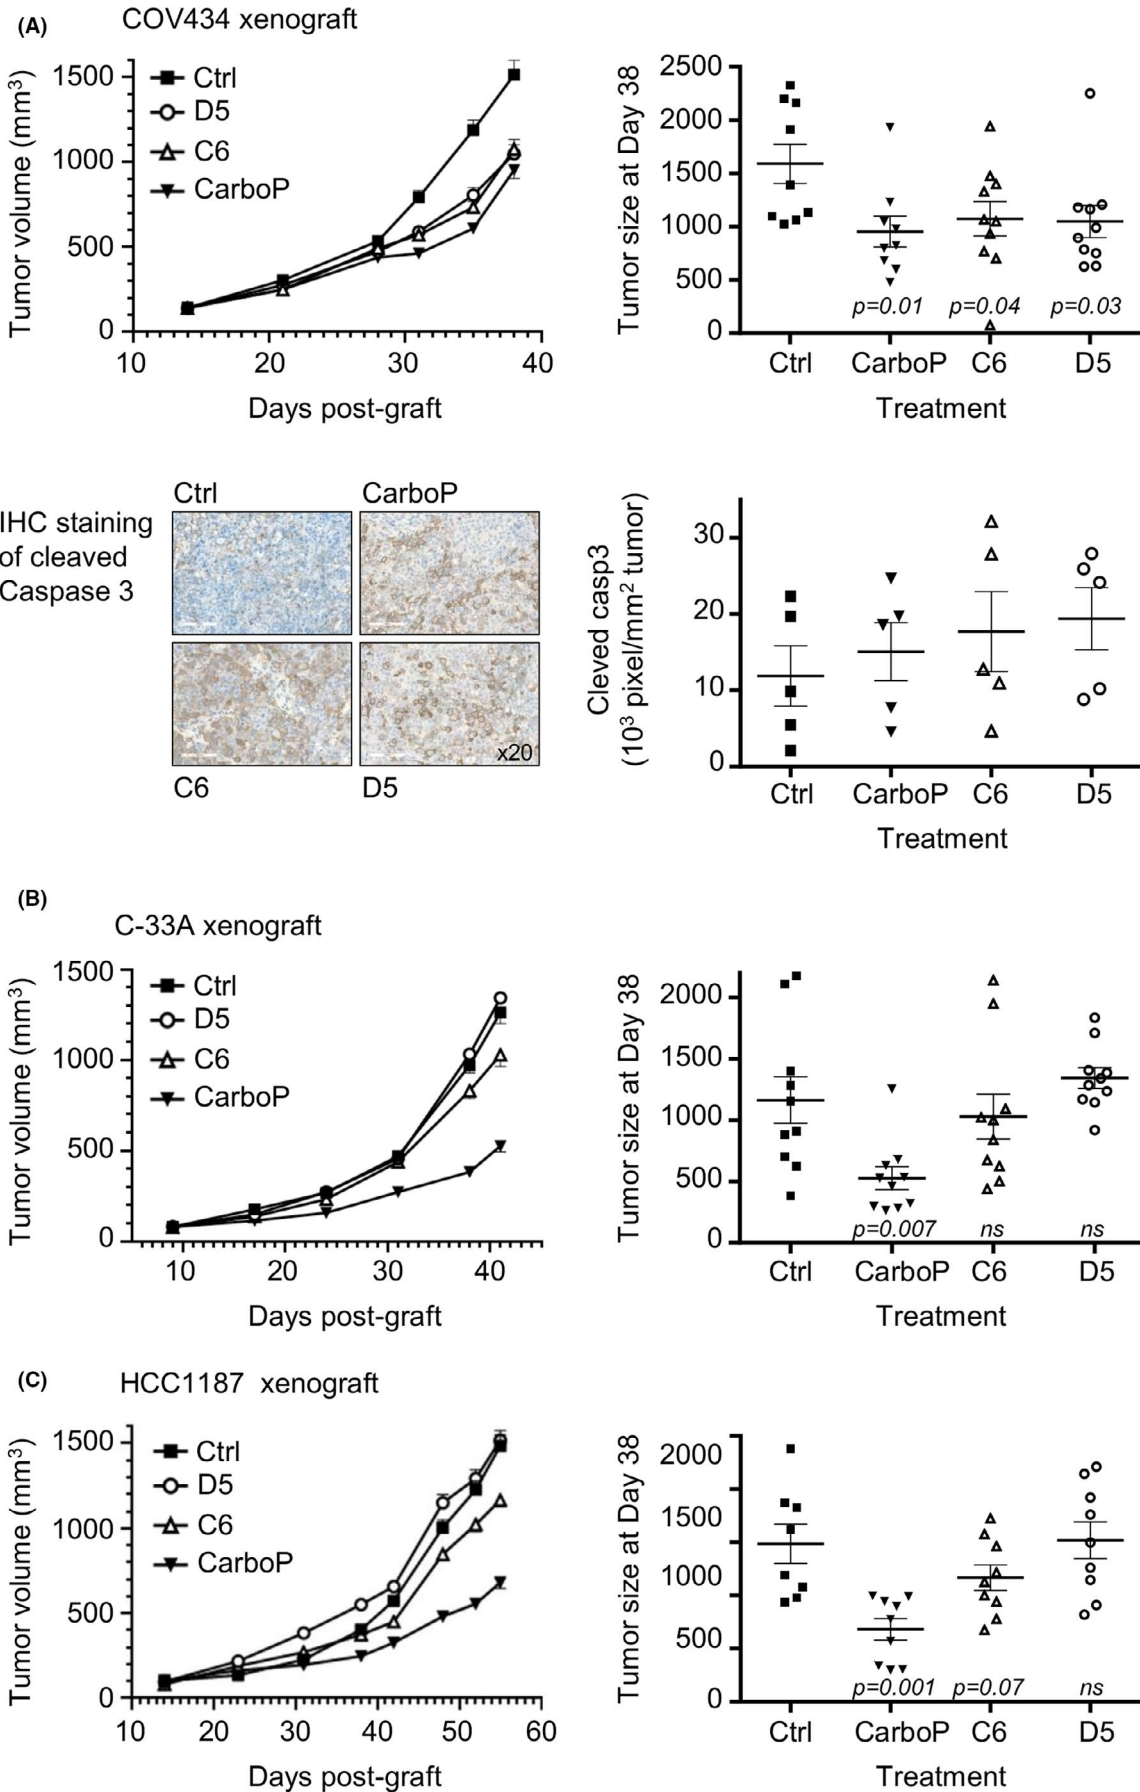 (A)
COV434 xenograft
Tumor volume (mm³)
1500
1000
500
0
Ctrl
D5
C6
CarboP
10 20 30 40
Days post-graft
Tumor size at Day 38
2500
2000
1500
1000
500
0
p=0.01 p=0.04 p=0.03
Ctrl CarboP C6 D5
Treatment
IHC staining
of cleaved
Caspase 3
Ctrl CarboP
x20
C6 D5
Cleved casp3
(10³ pixel/mm² tumor)
30
20
10
0
Ctrl CarboP C6 D5
Treatment
(B)
C-33A xenograft
Tumor volume (mm³)
1500
1000
500
0
Ctrl
D5
C6
CarboP
10 20 30 40
Days post-graft
Tumor size at Day 38
2000
1500
1000
500
0
p=0.007 ns ns
Ctrl CarboP C6 D5
Treatment
(C)
HCC1187 xenograft
Tumor volume (mm³)
1500
1000
500
0
Ctrl
D5
C6
CarboP
10 20 30 40 50 60
Days post-graft
Tumor size at Day 38
2000
1500
1000
500
0
p=0.001 p=0.07 ns
Ctrl CarboP C6 D5
Treatment